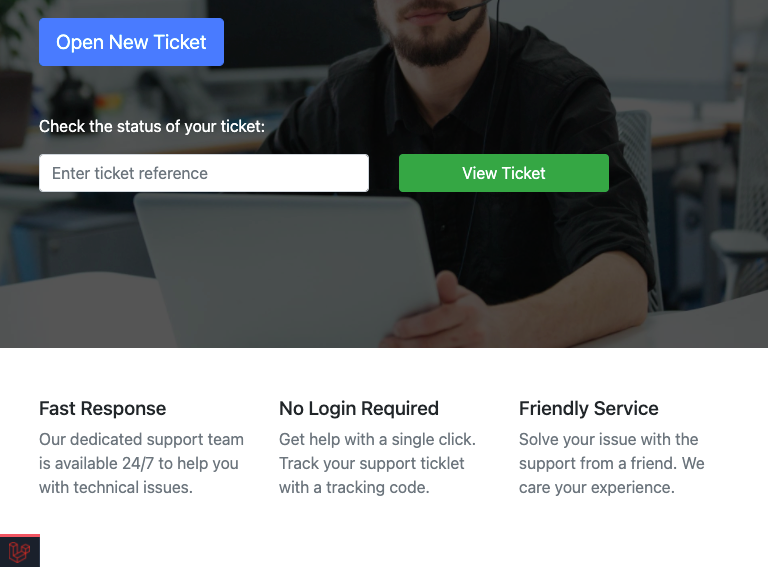 Open New Ticket
Check the status of your ticket:
Enter ticket reference
View Ticket
Fast Response
Our dedicated support team
is available 24/7 to help you
with technical issues.
No Login Required
Get help with a single click.
Track your support ticklet
with a tracking code.
Friendly Service
Solve your issue with the
support from a friend. We
care your experience.